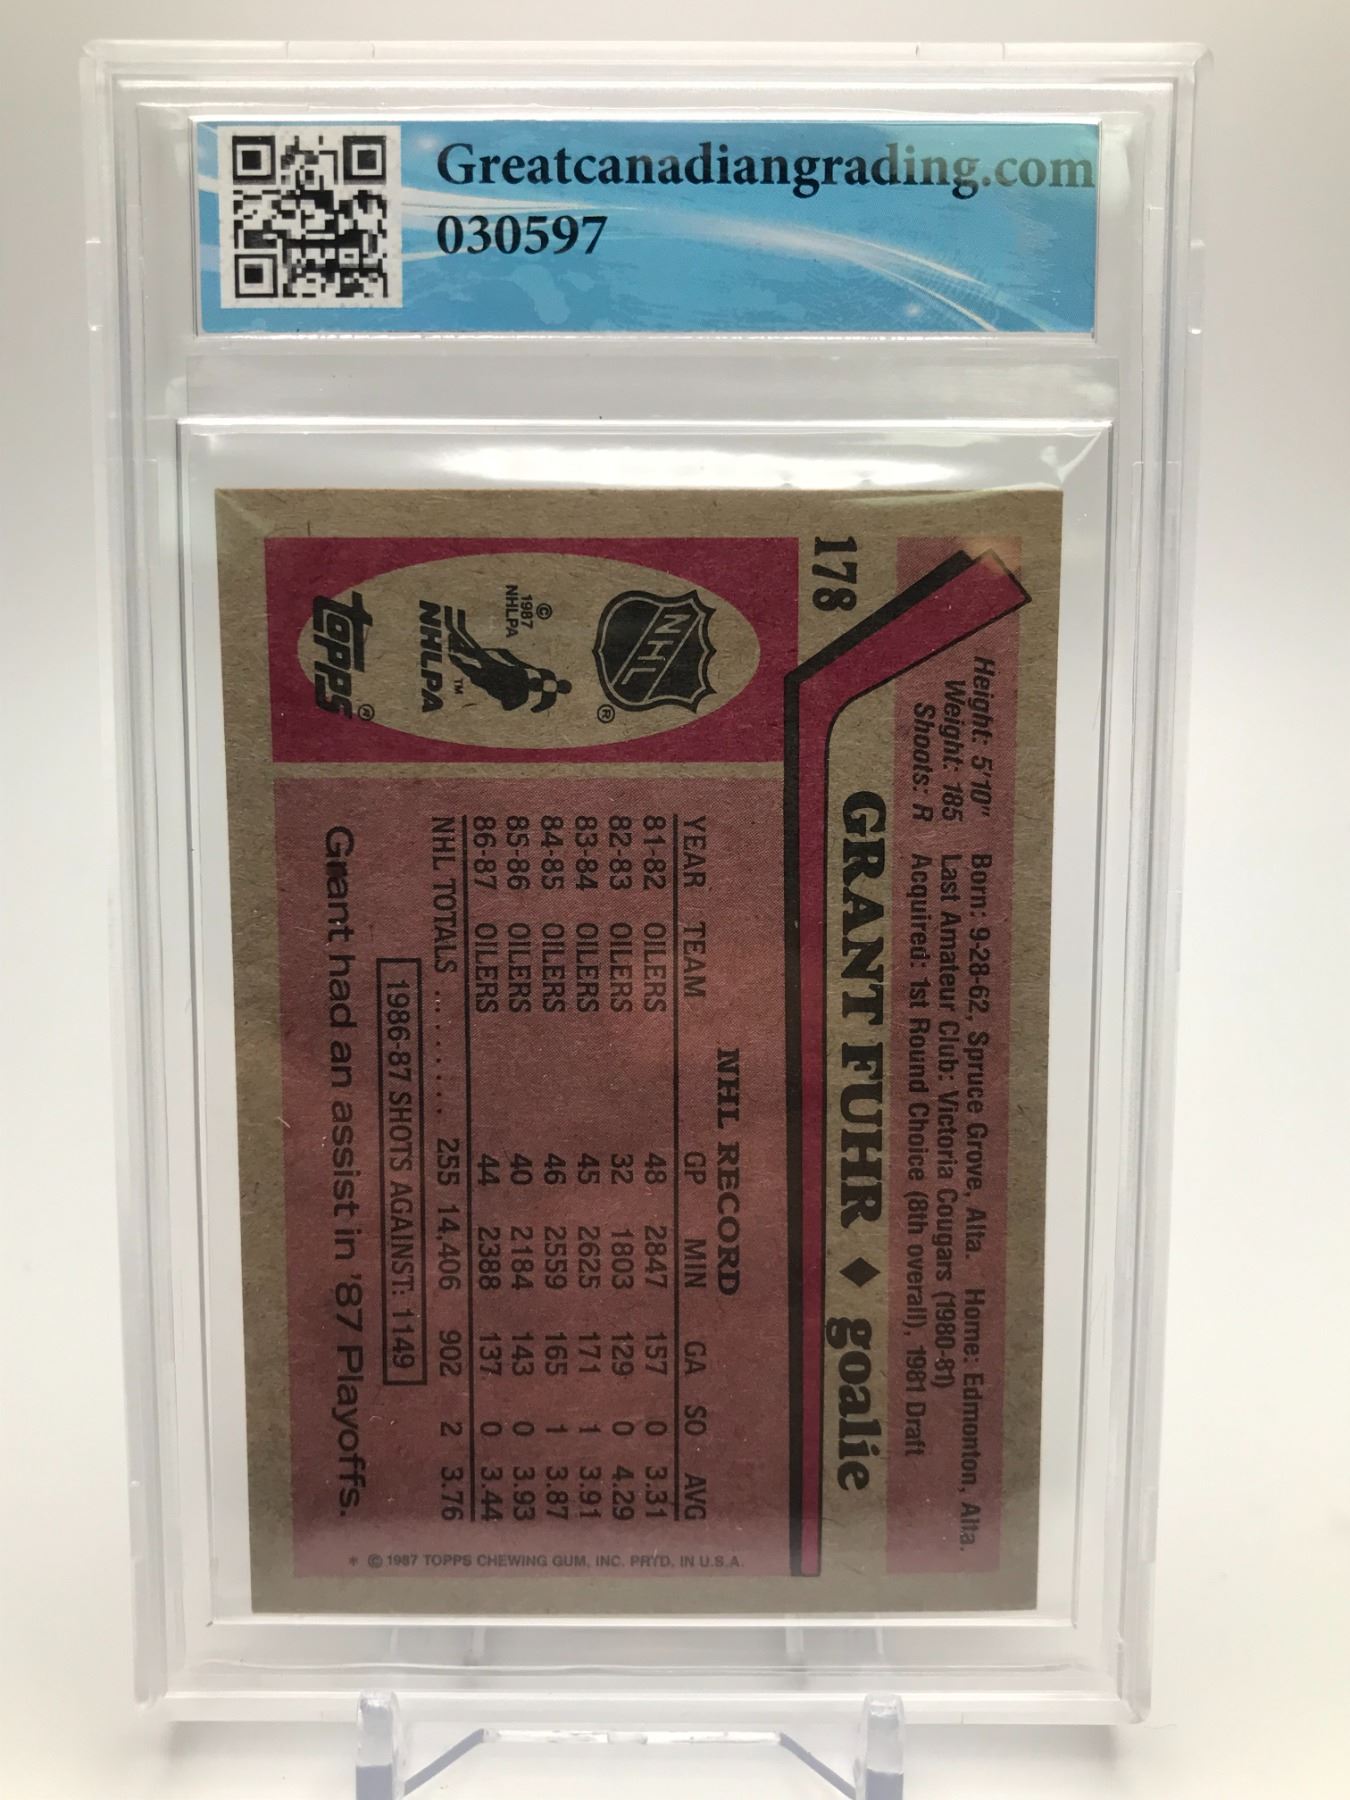 Greatcanadiangrading.com
030597
178
Height: 5'10" Born: 9-28-62, Spruce Grove, Alta. Home: Edmonton, Alta.
Weight: 185 Last Amateur Club: Victoria Cougars (1980-81)
Shoots: R Acquired: 1st Round Choice (8th overall), 1981 Draft
GRANT FUHR ♦ goalie
NHL
®
© 1987 NHLPA
NHLPA
™
TOPPS®
NHL RECORD
YEAR TEAM GP MIN GA SO AVG
81-82 OILERS 48 2847 157 0 3.31
82-83 OILERS 32 1803 129 0 4.29
83-84 OILERS 45 2625 171 1 3.91
84-85 OILERS 46 2559 165 1 3.87
85-86 OILERS 40 2184 143 0 3.93
86-87 OILERS 44 2388 137 0 3.44
NHL TOTALS ........ 255 14,406 902 2 3.76
1986-87 SHOTS AGAINST: 1149
Grant had an assist in '87 Playoffs.
* © 1987 TOPPS CHEWING GUM, INC. PRTD. IN U.S.A.